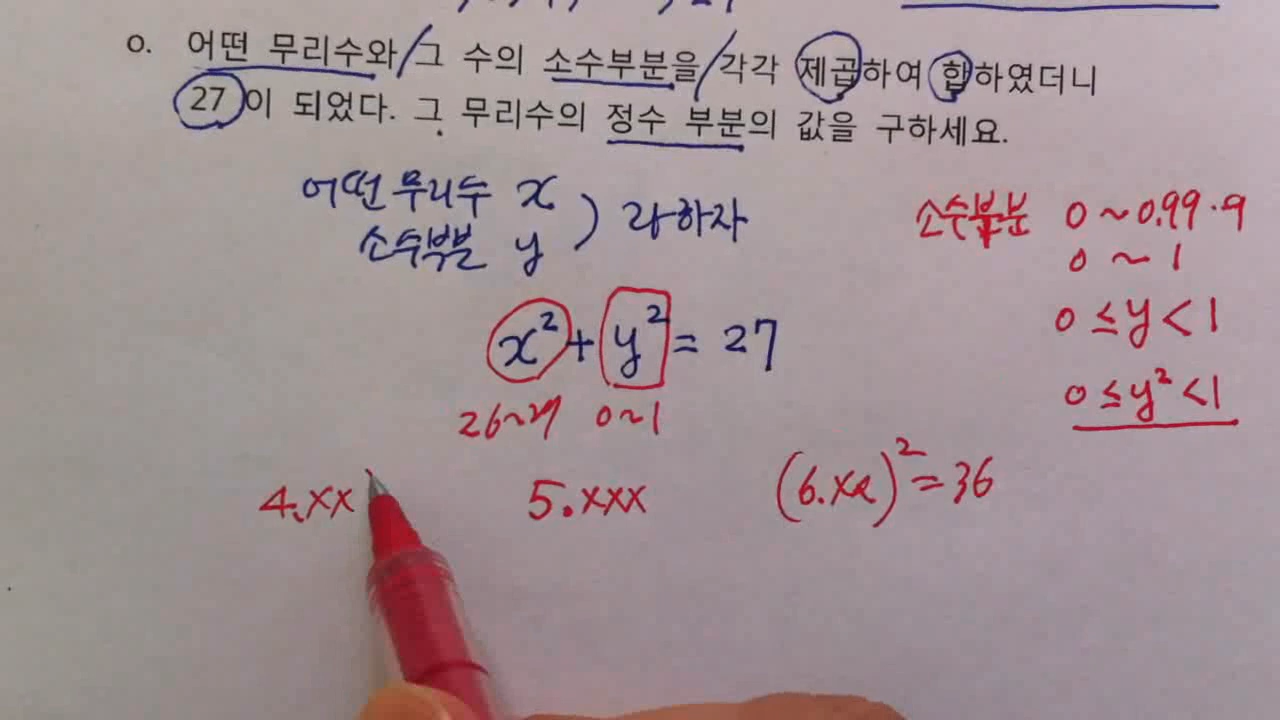 o. 어떤 무리수와 그 수의 소수부분을 각각 제곱하여 합하였더니
27이 되었다. 그 무리수의 정수 부분의 값을 구하세요.
어떤 무리수 x
소수부분 y ) 라 하자
소수부분 0 ~ 0.99·9
0 ~ 1
x² + y² = 27
0 ≤ y < 1
26~27 0~1
0 ≤ y² < 1
4.xx 5.xxx (6.xx)² = 36